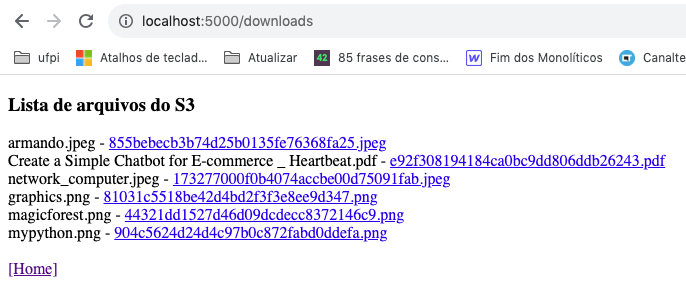 localhost:5000/downloads
ufpi Atalhos de teclad... Atualizar 42 85 frases de cons... W Fim dos Monolíticos Canalte
Lista de arquivos do S3
armando.jpeg - 855bebecb3b74d25b0135fe76368fa25.jpeg
Create a Simple Chatbot for E-commerce _ Heartbeat.pdf - e92f308194184ca0bc9dd806ddb26243.pdf
network_computer.jpeg - 173277000f0b4074accbe00d75091fab.jpeg
graphics.png - 81031c5518be42d4bd2f3f3e8ee9d347.png
magicforest.png - 44321dd1527d46d09dcdecc8372146c9.png
mypython.png - 904c5624d24d4c97b0c872fabd0ddefa.png
[Home]